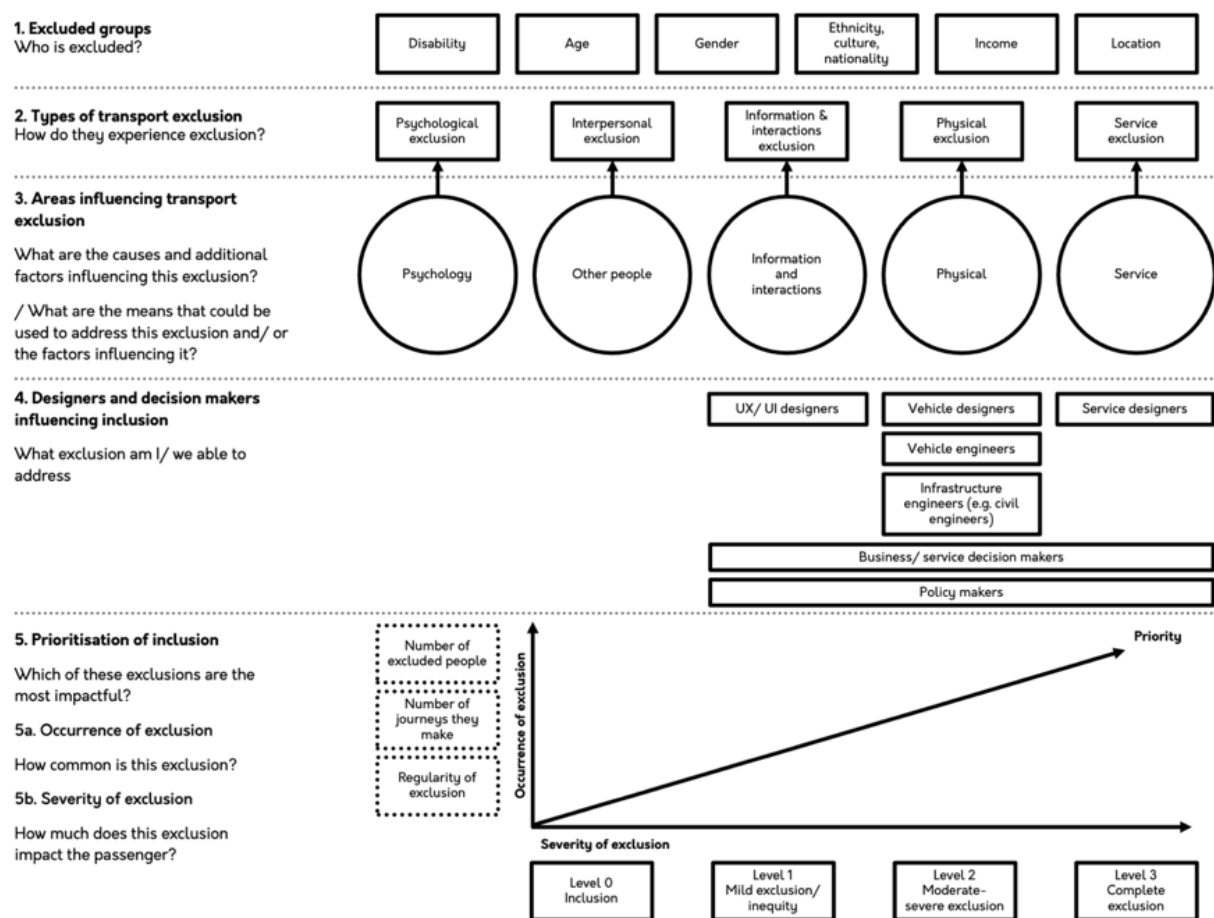 1. Excluded groups
Who is excluded?
Disability
Age
Gender
Ethnicity,
culture,
nationality
Income
Location
2. Types of transport exclusion
How do they experience exclusion?
Psychological
exclusion
Interpersonal
exclusion
Information &
interactions
exclusion
Physical
exclusion
Service
exclusion
3. Areas influencing transport
exclusion
What are the causes and additional
factors influencing this exclusion?
/ What are the means that could be
used to address this exclusion and/ or
the factors influencing it?
Psychology
Other people
Information
and
interactions
Physical
Service
4. Designers and decision makers
influencing inclusion
What exclusion am I/ we able to
address
UX/ UI designers
Vehicle designers
Service designers
Vehicle engineers
Infrastructure
engineers (e.g. civil
engineers)
Business/ service decision makers
Policy makers
5. Prioritisation of inclusion
Which of these exclusions are the
most impactful?
5a. Occurrence of exclusion
How common is this exclusion?
5b. Severity of exclusion
How much does this exclusion
impact the passenger?
Number of
excluded people
Number of
journeys they
make
Regularity of
exclusion
Occurrence of exclusion
Priority
Severity of exclusion
Level 0
Inclusion
Level 1
Mild exclusion/
inequity
Level 2
Moderate-
severe exclusion
Level 3
Complete
exclusion